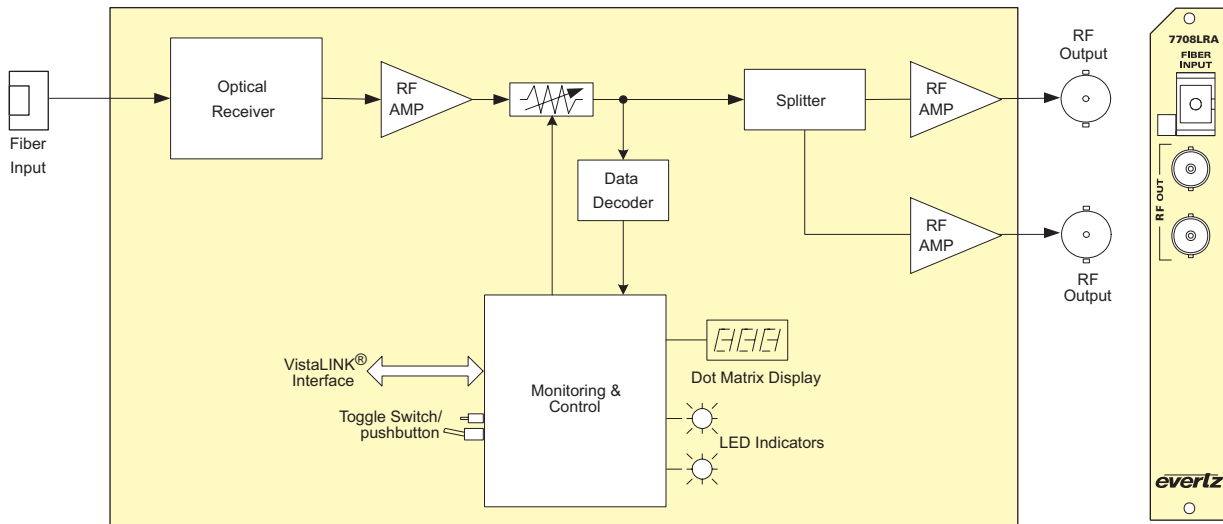 Fiber
Input
Optical
Receiver
RF
AMP
Data
Decoder
Splitter
RF
AMP
RF
Output
RF
AMP
RF
Output
VistaLINK®
Interface
Toggle Switch/
pushbutton
Monitoring &
Control
Dot Matrix Display
LED Indicators
7708LRA
FIBER
INPUT
RF OUT
evertz